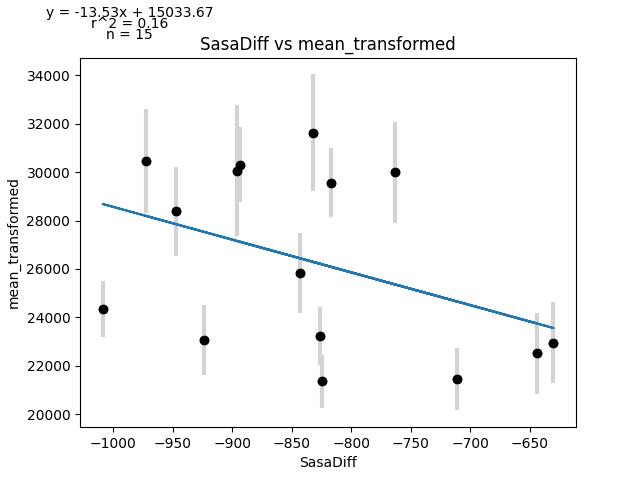 y = -13.53x + 15033.67
r^2 = 0.16
n = 15
SasaDiff vs mean_transformed
34000
32000
30000
28000
26000
24000
22000
20000
mean_transformed
−1000 −950 −900 −850 −800 −750 −700 −650
SasaDiff